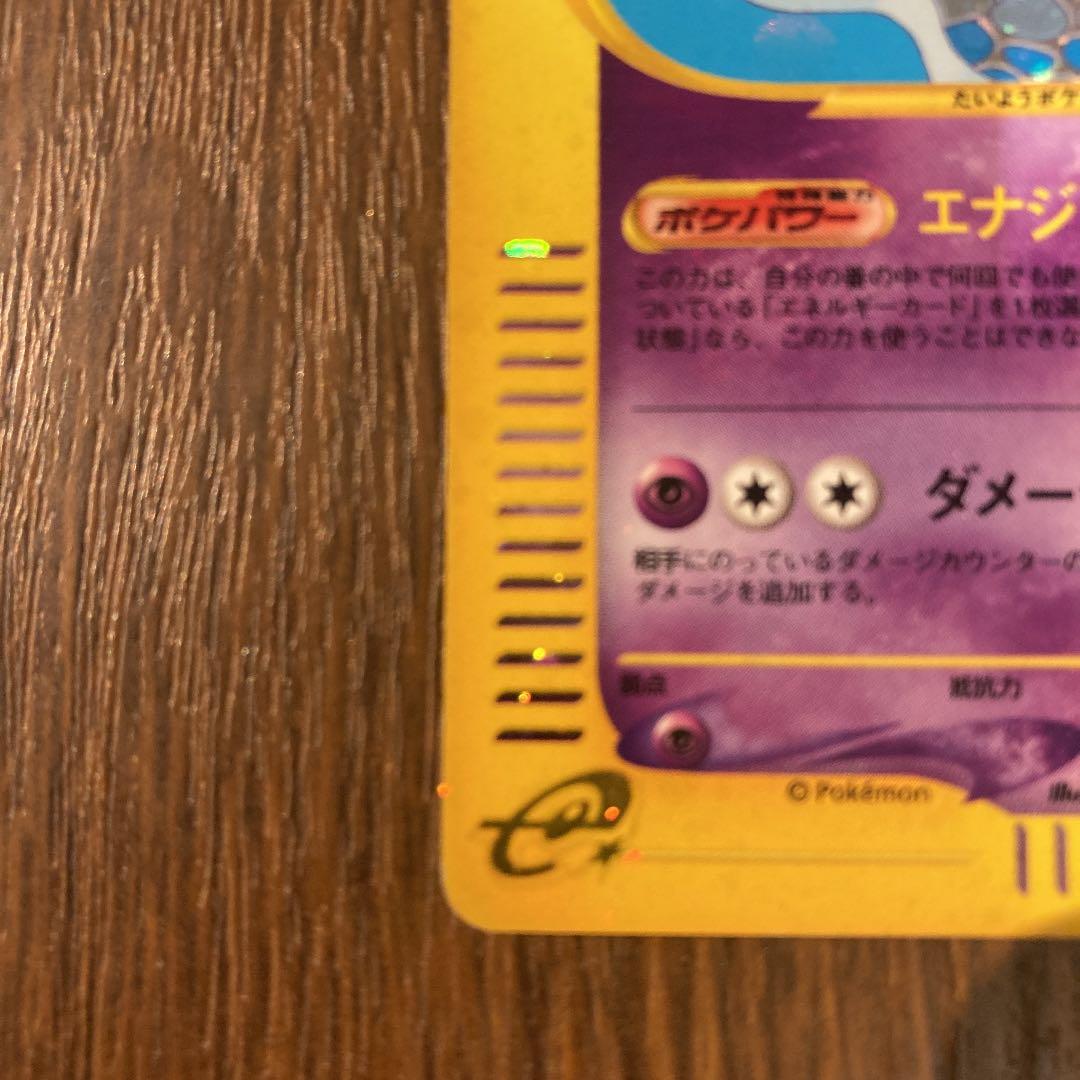 たいようポケ
特殊能力
ポケパワー エナジ
この力は、自分の番の中で何回でも使
ついている「エネルギーカード」を1枚選
状態」なら、この力を使うことはできな
ダメー
相手にのっているダメージカウンターの
ダメージを追加する。
弱点 抵抗力
© Pokémon
illu